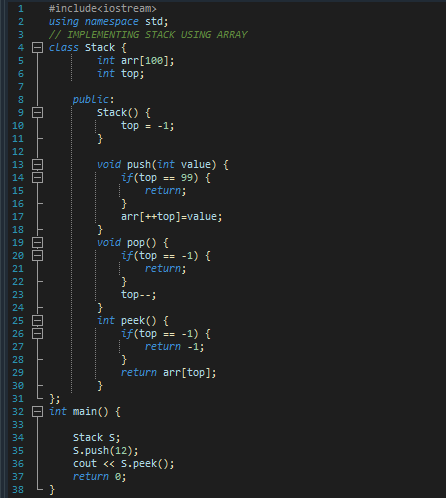 1 #include<iostream>
2 using namespace std;
3 // IMPLEMENTING STACK USING ARRAY
4 class Stack {
5 int arr[100];
6 int top;
7
8 public:
9 Stack() {
10 top = -1;
11 }
12
13 void push(int value) {
14 if(top == 99) {
15 return;
16 }
17 arr[++top]=value;
18 }
19 void pop() {
20 if(top == -1) {
21 return;
22 }
23 top--;
24 }
25 int peek() {
26 if(top == -1) {
27 return -1;
28 }
29 return arr[top];
30 }
31 };
32 int main() {
33
34 Stack S;
35 S.push(12);
36 cout << S.peek();
37 return 0;
38 }